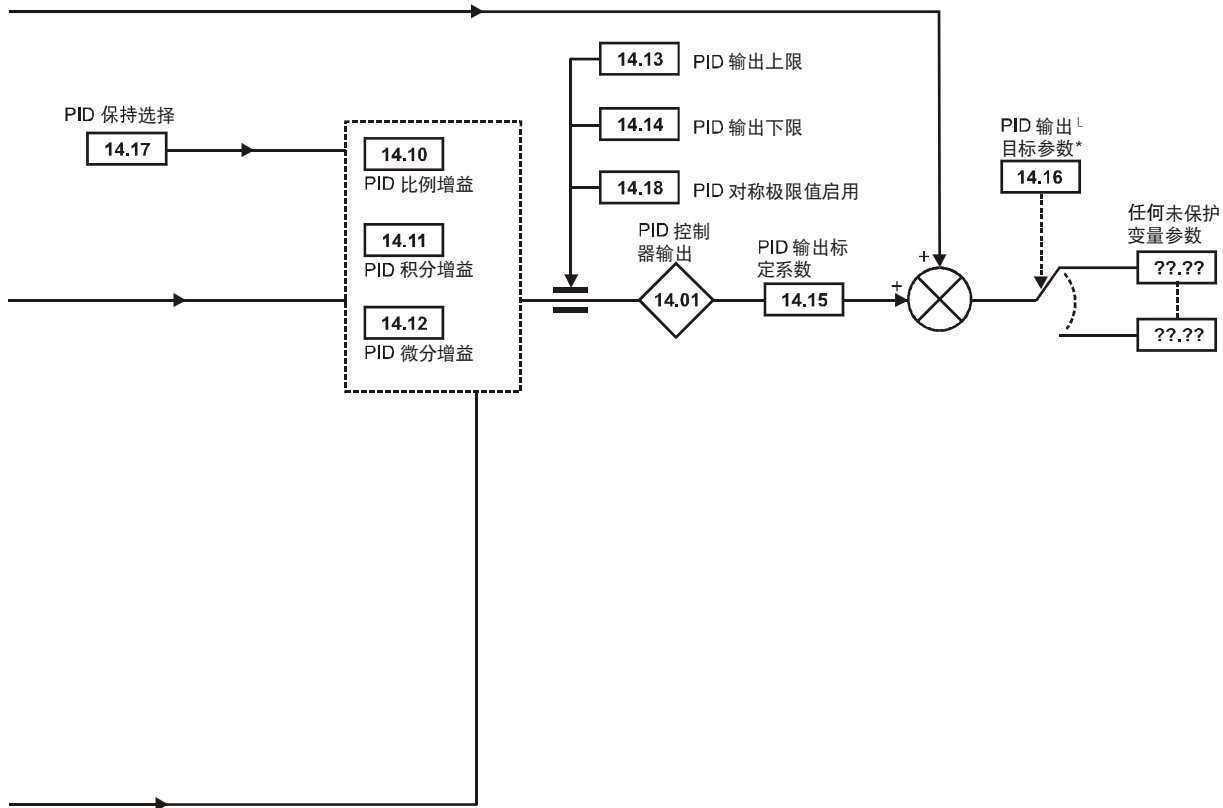 14.13
PID 输出上限
PID 保持选择
14.17
14.10
PID 比例增益
14.14
PID 输出下限
PID 输出└
目标参数*
14.16
14.18
PID 对称极限值启用
任何未保护
变量参数
??.??
14.11
PID 积分增益
PID 控制
器输出
14.01
PID 输出标
定系数
14.15
+
+
14.12
PID 微分增益
??.??